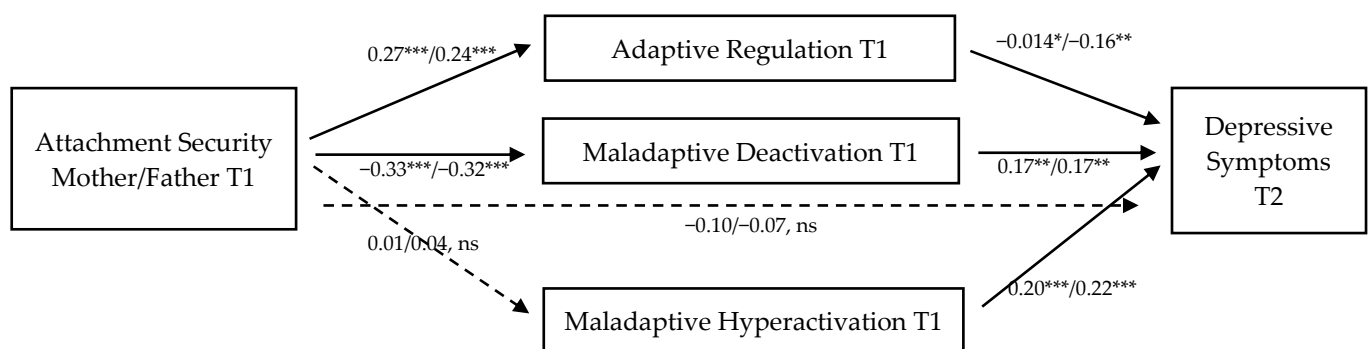 0.27***/0.24***
Adaptive Regulation T1
−0.014*/−0.16**
Attachment Security
Mother/Father T1
−0.33***/−0.32***
Maladaptive Deactivation T1
0.17**/0.17**
Depressive
Symptoms
T2
−0.10/−0.07, ns
0.01/0.04, ns
0.20***/0.22***
Maladaptive Hyperactivation T1